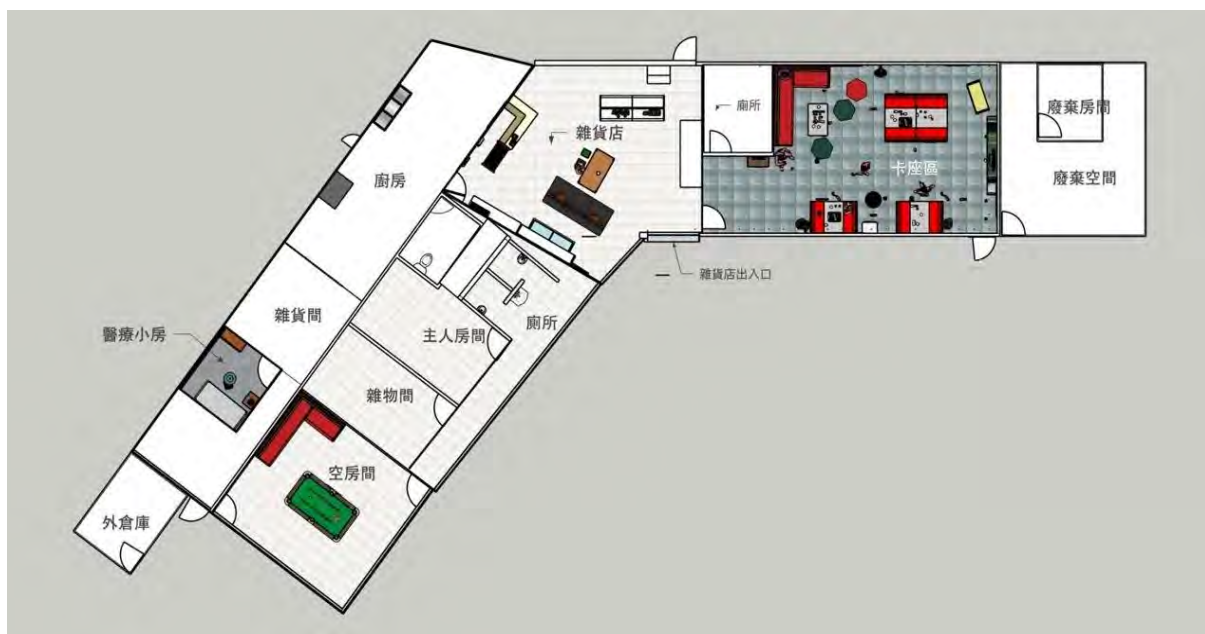 廁所
廢棄房間
雜貨店
廚房
卡座區
廢棄空間
雜貨店出入口
雜貨間
廁所
醫療小房
主人房間
雜物間
空房間
外倉庫